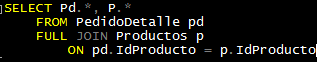 SELECT Pd.*, P.*
FROM PedidoDetalle pd
FULL JOIN Productos p
ON pd.IdProducto = p.IdProducto